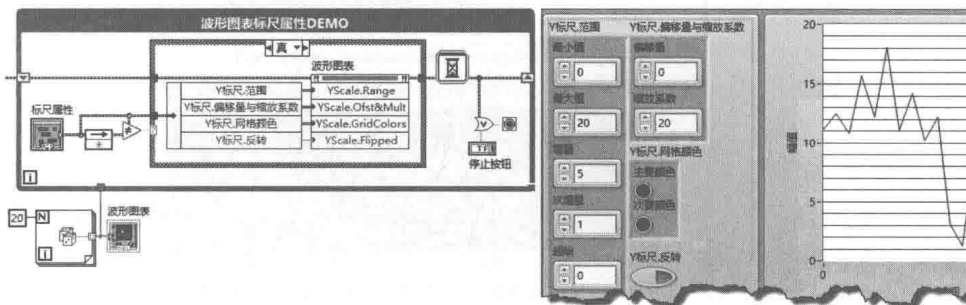 波形图表标尺属性DEMO
真
波形图表
标尺属性
Y标尺.范围
YScale.Range
Y标尺.偏移量与缩放系数
YScale.Ofst&Mult
Y标尺.网格颜色
YScale.GridColors
Y标尺.反转
YScale.Flipped
TF
停止按钮
i
20
N
i
波形图表
Y标尺.范围
Y标尺.偏移量与缩放系数
最小值
偏移量
0
0
最大值
缩放系数
20
20
增量
Y标尺.网格颜色
5
主要颜色
次增量
次要颜色
1
起始
Y标尺.反转
0
幅值
20
15
10
5
0
0